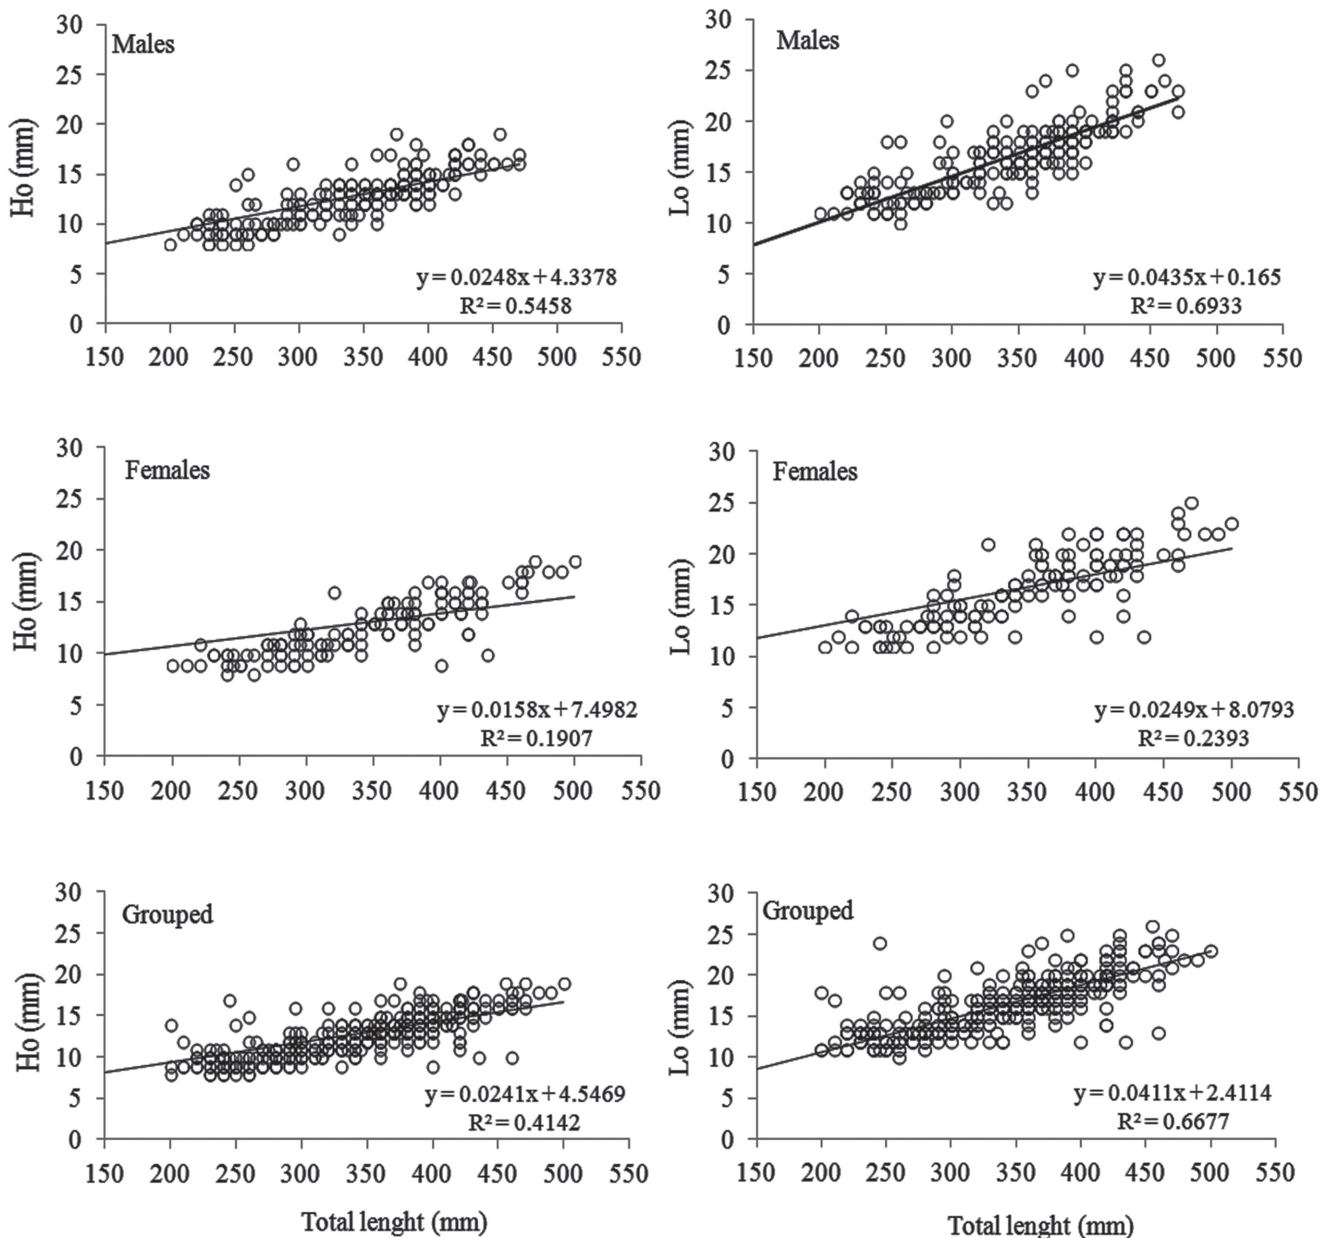 Males
Ho (mm)
30
25
20
15
10
5
0
y = 0.0248x + 4.3378
R² = 0.5458
150 200 250 300 350 400 450 500 550
Males
Lo (mm)
30
25
20
15
10
5
0
y = 0.0435x + 0.165
R² = 0.6933
150 200 250 300 350 400 450 500 550
Females
Ho (mm)
30
25
20
15
10
5
0
y = 0.0158x + 7.4982
R² = 0.1907
150 200 250 300 350 400 450 500 550
Females
Lo (mm)
30
25
20
15
10
5
0
y = 0.0249x + 8.0793
R² = 0.2393
150 200 250 300 350 400 450 500 550
Grouped
Ho (mm)
30
25
20
15
10
5
0
y = 0.0241x + 4.5469
R² = 0.4142
150 200 250 300 350 400 450 500 550
Total lenght (mm)
Grouped
Lo (mm)
30
25
20
15
10
5
0
y = 0.0411x + 2.4114
R² = 0.6677
150 200 250 300 350 400 450 500 550
Total lenght (mm)